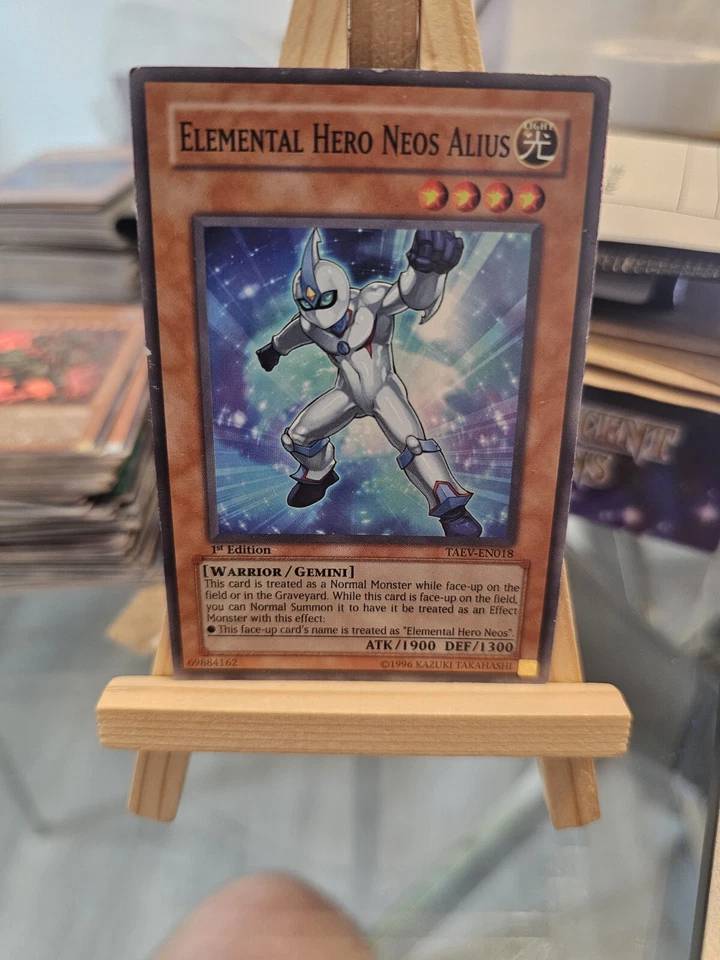 ELEMENTAL HERO NEOS ALIUS
LIGHT
光
1st Edition
TAEV-EN018
[WARRIOR/GEMINI]
This card is treated as a Normal Monster while face-up on the
field or in the Graveyard. While this card is face-up on the field,
you can Normal Summon it to have it be treated as an Effect
Monster with this effect:
● This face-up card's name is treated as "Elemental Hero Neos".
ATK/1900 DEF/1300
69884162
©1996 KAZUKI TAKAHASHI